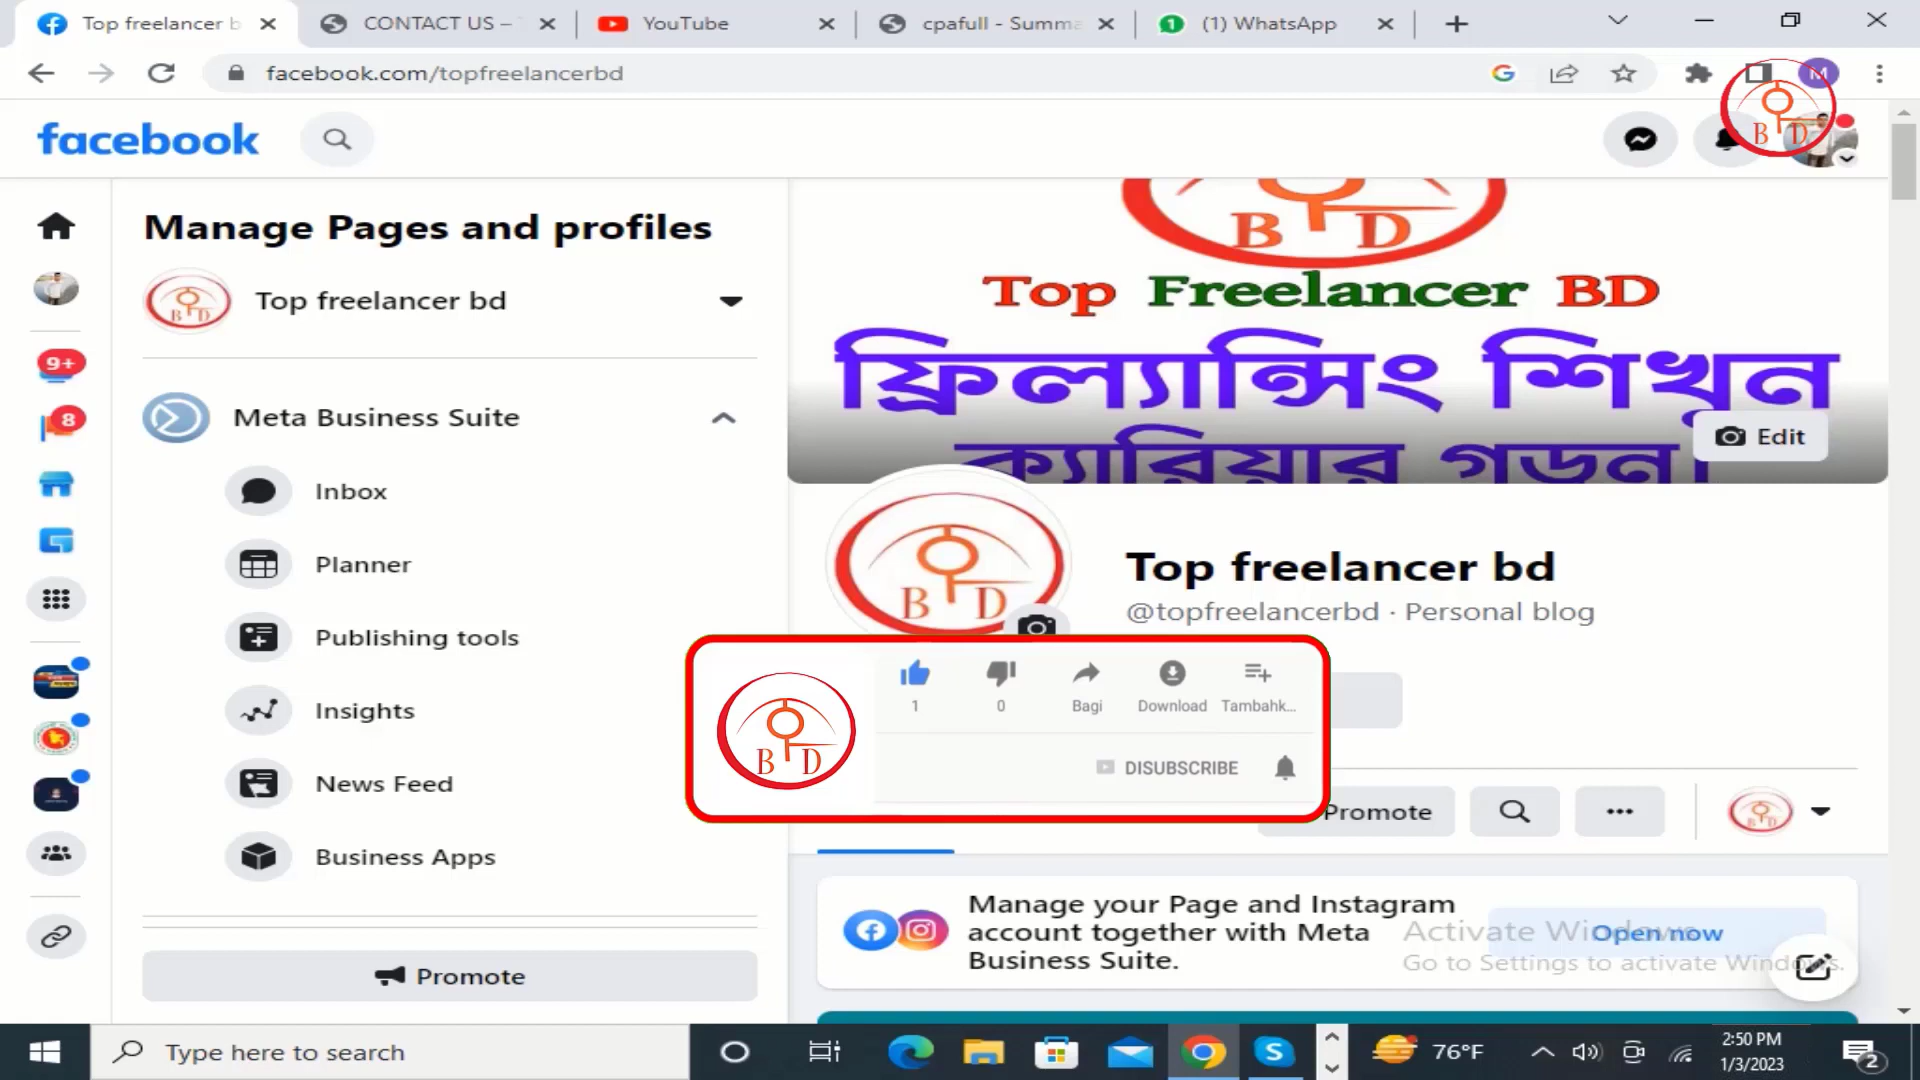 Top freelancer b
CONTACT US –
YouTube
cpafull - Summa
(1) WhatsApp
facebook.com/topfreelancerbd
M
facebook
B D
Manage Pages and profiles
B D
Top freelancer bd
Meta Business Suite
Inbox
Planner
Publishing tools
Insights
News Feed
Business Apps
Promote
9+
8
B D
Top Freelancer BD
ফ্রিল্যান্সিং শিখুন
ক্যারিয়ার গড়ুন।
Edit
B D
Top freelancer bd
@topfreelancerbd · Personal blog
B D
1
0
Bagi
Download
Tambahk...
DISUBSCRIBE
Promote
Manage your Page and Instagram
account together with Meta
Business Suite.
Open now
Activate Windows
Go to Settings to activate Windows.
Type here to search
76°F
2:50 PM
1/3/2023
2